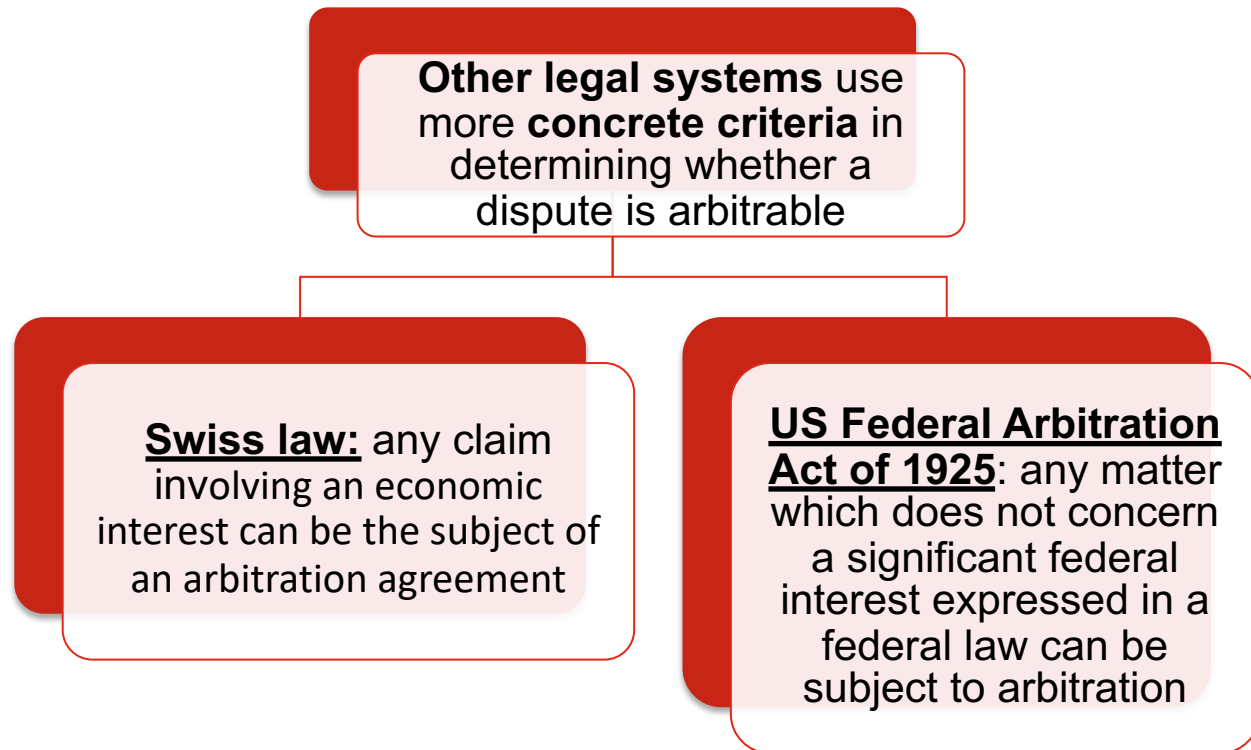 Other legal systems use
more concrete criteria in
determining whether a
dispute is arbitrable
Swiss law: any claim
involving an economic
interest can be the subject of
an arbitration agreement
US Federal Arbitration
Act of 1925: any matter
which does not concern
a significant federal
interest expressed in a
federal law can be
subject to arbitration